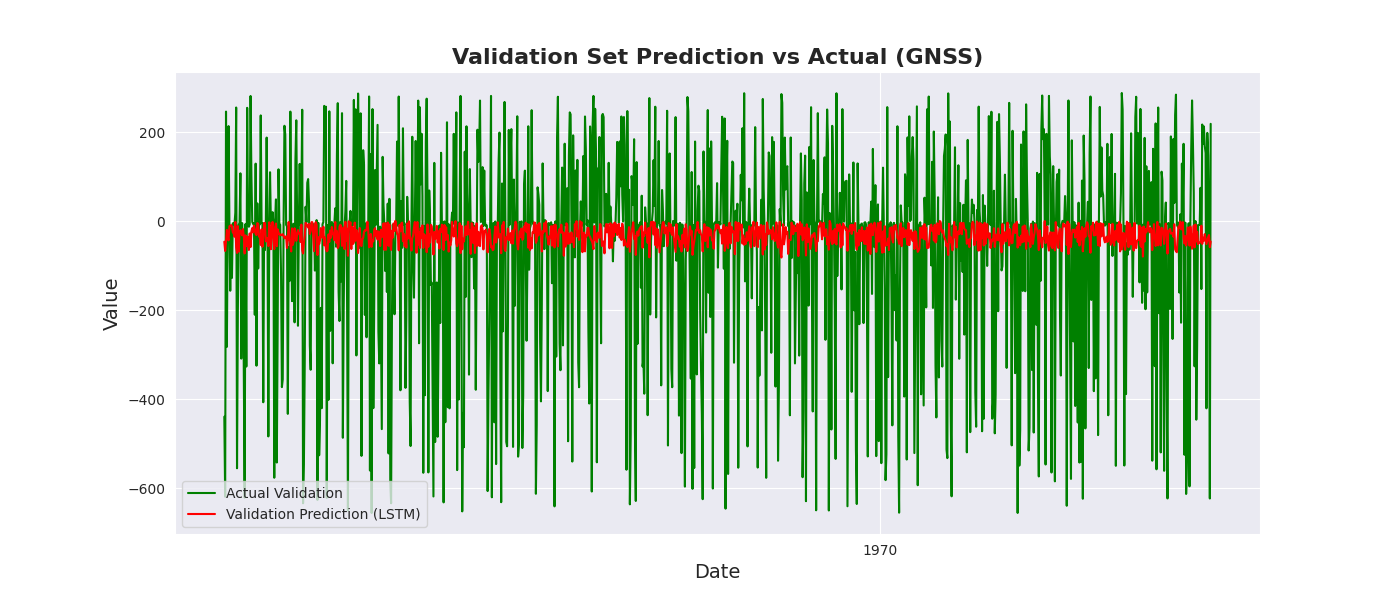 Validation Set Prediction vs Actual (GNSS)
200
0
−200
−400
−600
Value
Actual Validation
Validation Prediction (LSTM)
1970
Date